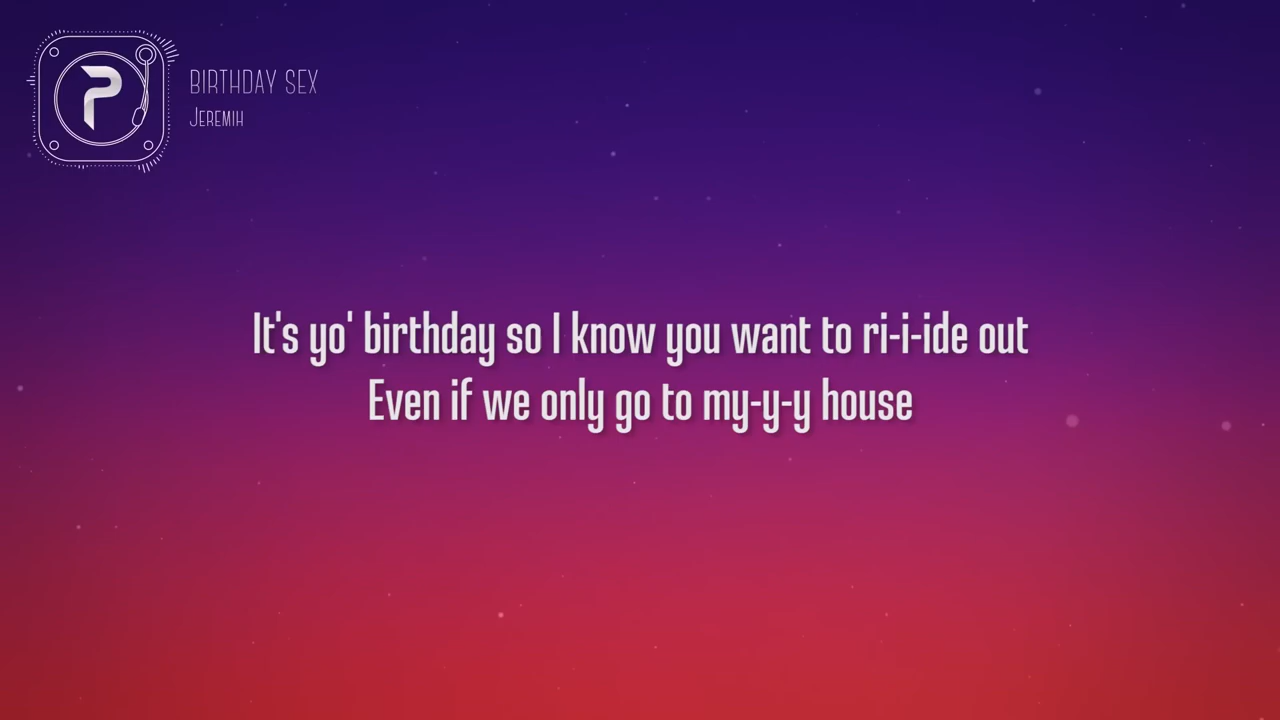 BIRTHDAY SEX
JEREMIH
It's yo' birthday so I know you want to ri-i-ide out
Even if we only go to my-y-y house